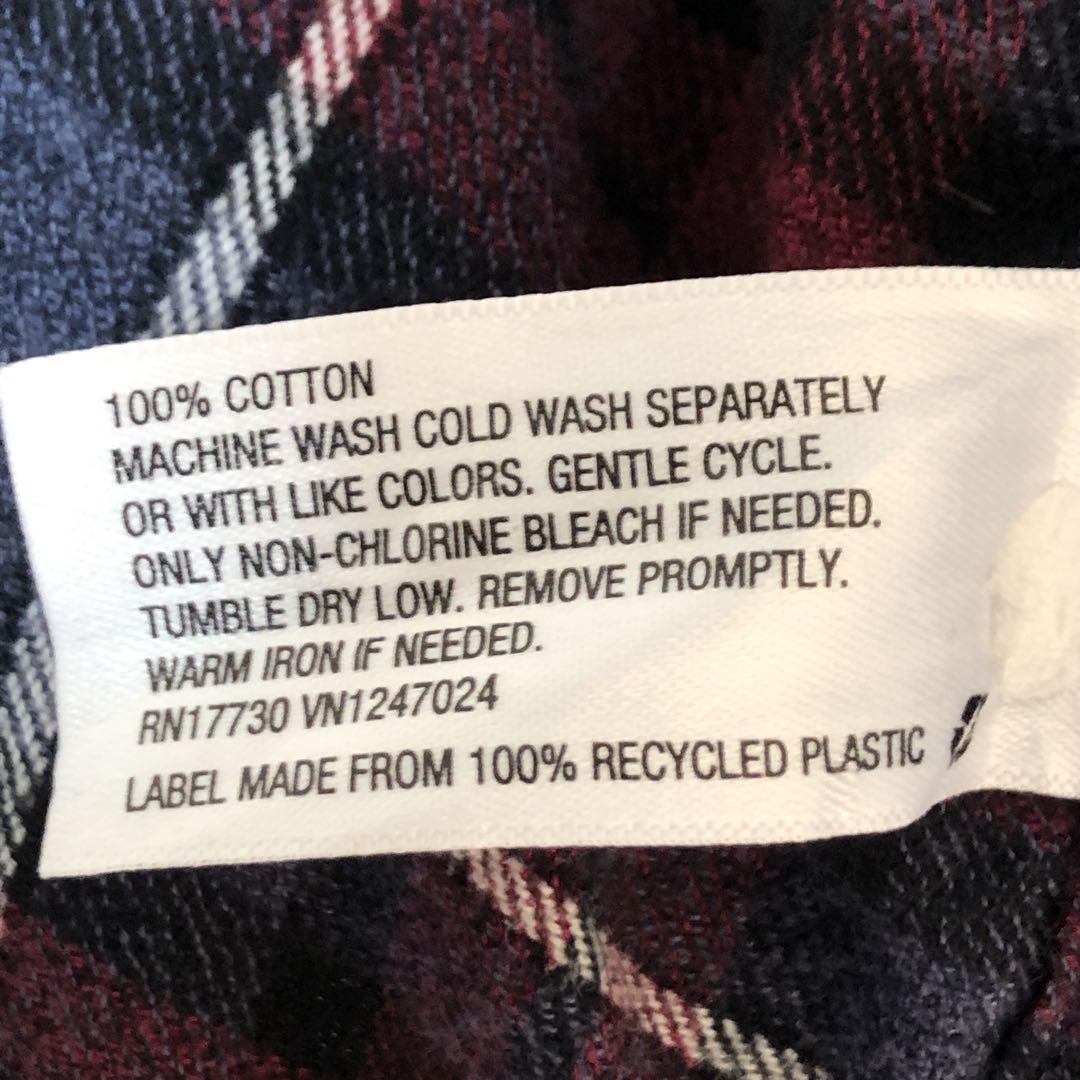 100% COTTON
MACHINE WASH COLD WASH SEPARATELY
OR WITH LIKE COLORS. GENTLE CYCLE.
ONLY NON-CHLORINE BLEACH IF NEEDED.
TUMBLE DRY LOW. REMOVE PROMPTLY.
WARM IRON IF NEEDED.
RN17730 VN1247024
LABEL MADE FROM 100% RECYCLED PLASTIC